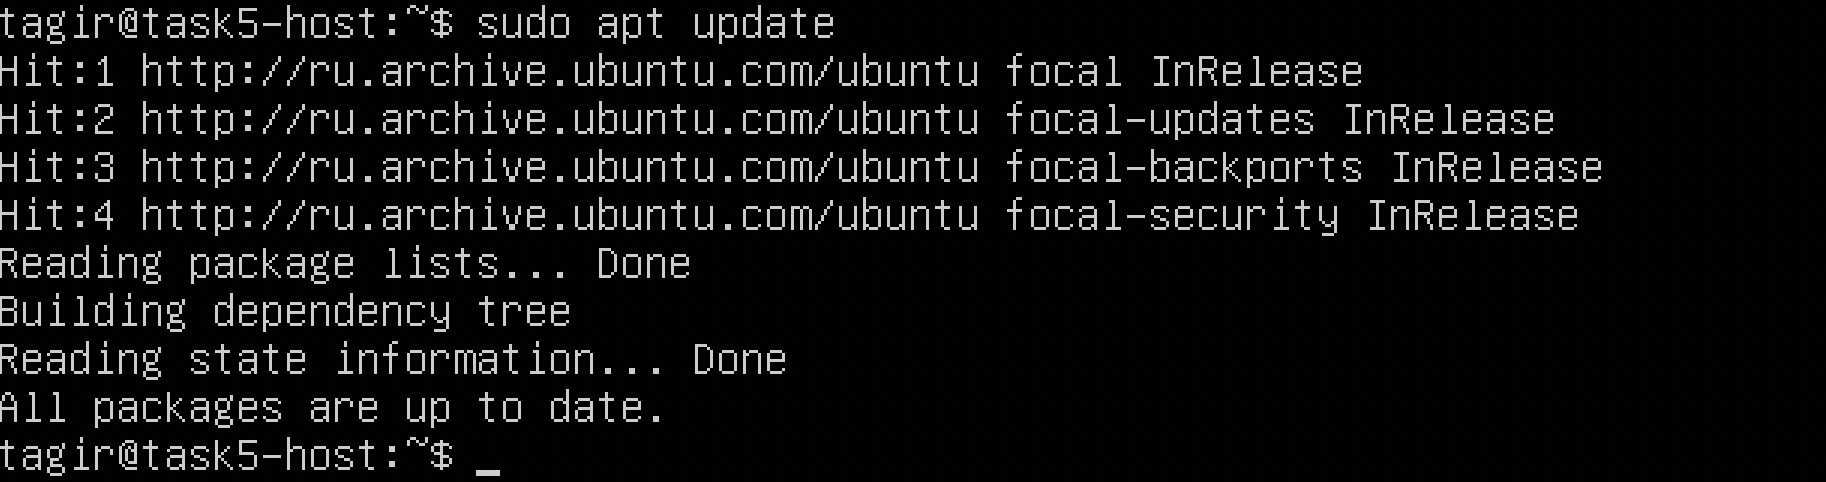 tagir@task5-host:~$ sudo apt update
Hit:1 http://ru.archive.ubuntu.com/ubuntu focal InRelease
Hit:2 http://ru.archive.ubuntu.com/ubuntu focal-updates InRelease
Hit:3 http://ru.archive.ubuntu.com/ubuntu focal-backports InRelease
Hit:4 http://ru.archive.ubuntu.com/ubuntu focal-security InRelease
Reading package lists... Done
Building dependency tree
Reading state information... Done
All packages are up to date.
tagir@task5-host:~$ _